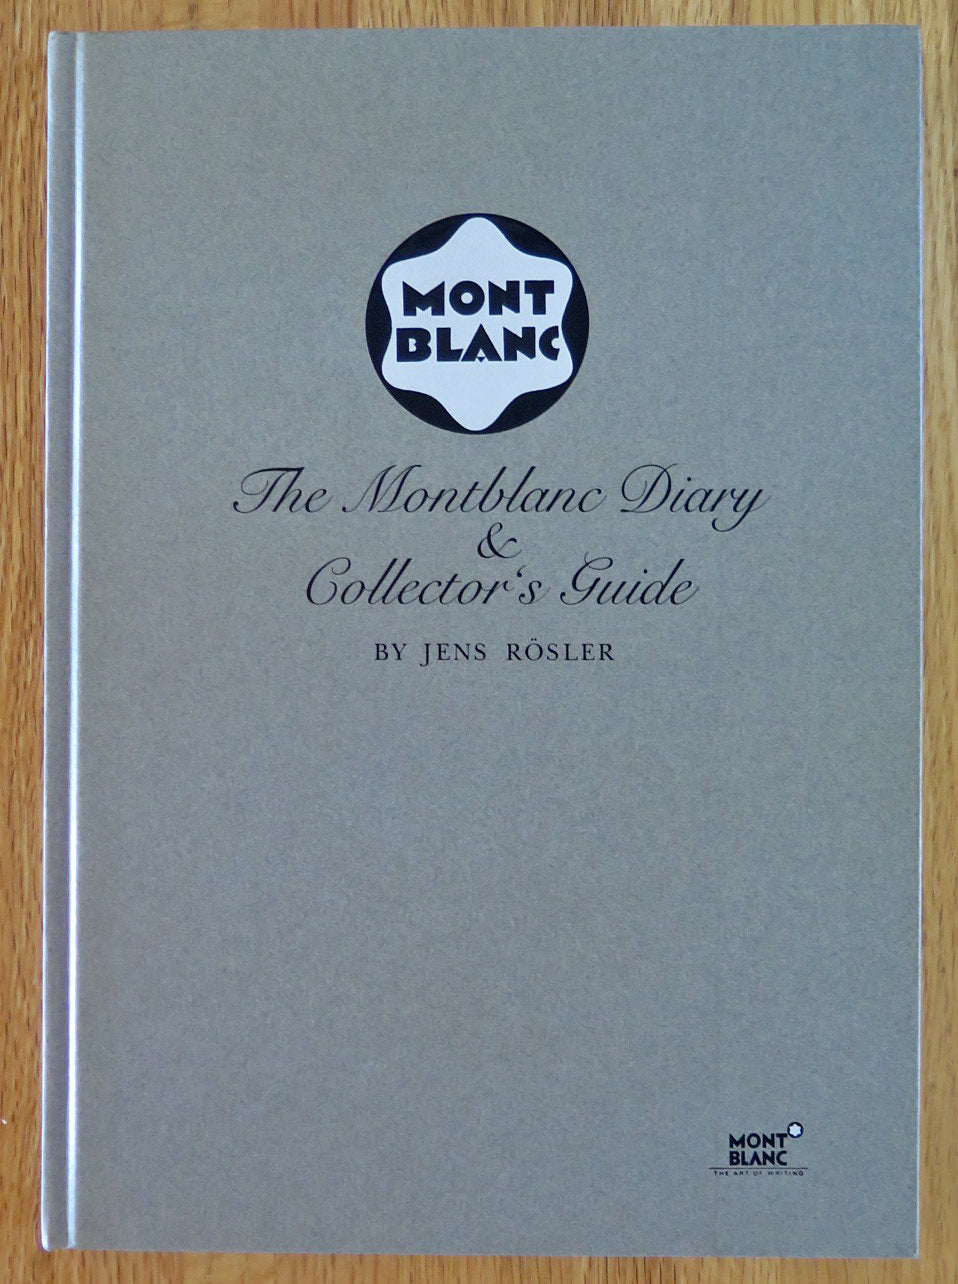 MONT
BLANC
The Montblanc Diary
&
Collector‘s Guide
BY JENS RÖSLER
MONT
BLANC
THE ART OF WRITING